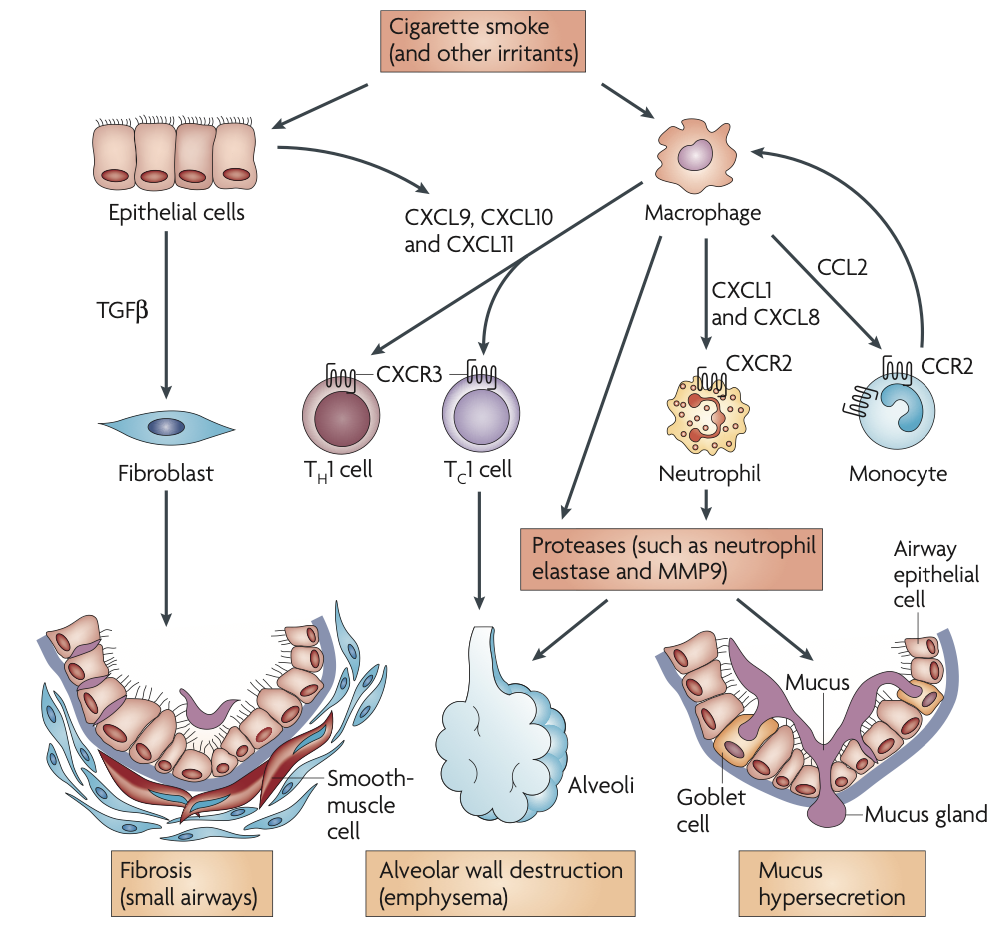 Cigarette smoke
(and other irritants)
Epithelial cells
Macrophage
CXCL9, CXCL10
and CXCL11
CCL2
TGFβ
CXCL1
and CXCL8
CXCR3
CXCR2
CCR2
Fibroblast
TH1 cell
TC1 cell
Neutrophil
Monocyte
Proteases (such as neutrophil
elastase and MMP9)
Airway
epithelial
cell
Mucus
Smooth-
muscle
cell
Alveoli
Goblet
cell
Mucus gland
Fibrosis
(small airways)
Alveolar wall destruction
(emphysema)
Mucus
hypersecretion